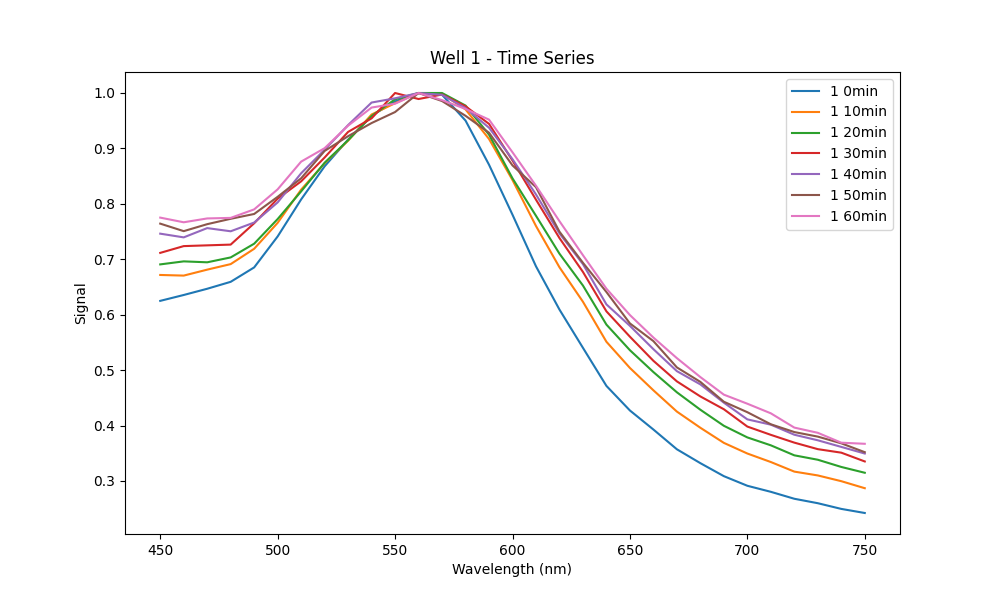 Well 1 - Time Series
Signal
1.0
0.9
0.8
0.7
0.6
0.5
0.4
0.3
1 0min
1 10min
1 20min
1 30min
1 40min
1 50min
1 60min
450 500 550 600 650 700 750
Wavelength (nm)